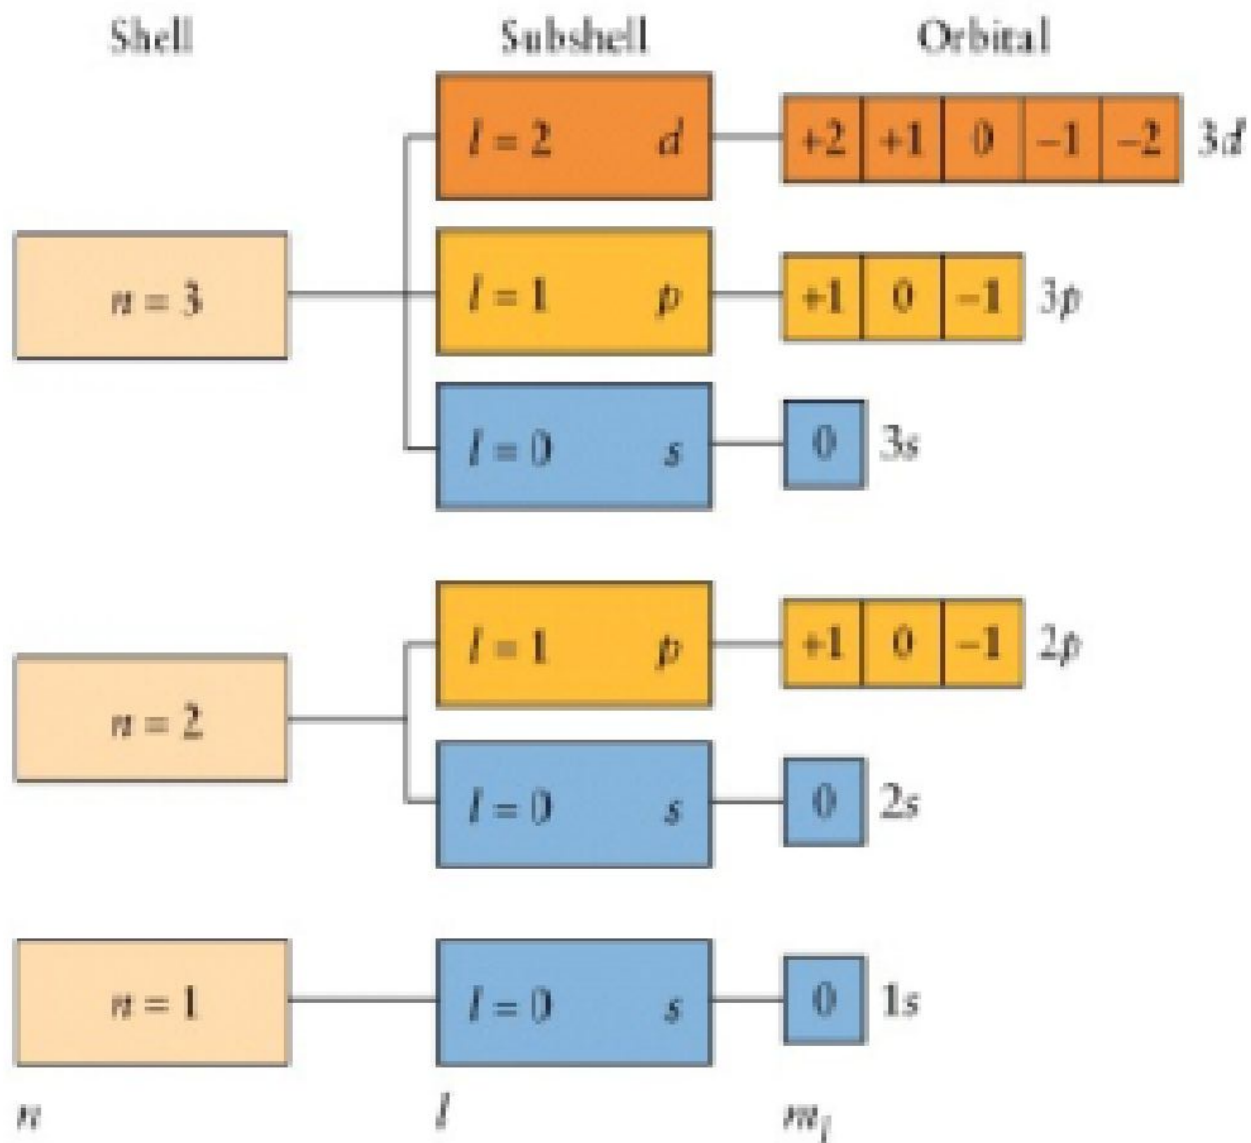 Shell Subshell Orbital
l = 2 d +2 +1 0 −1 −2 3d
n = 3 l = 1 p +1 0 −1 3p
l = 0 s 0 3s
l = 1 p +1 0 −1 2p
n = 2
l = 0 s 0 2s
n = 1 l = 0 s 0 1s
n l mₗ